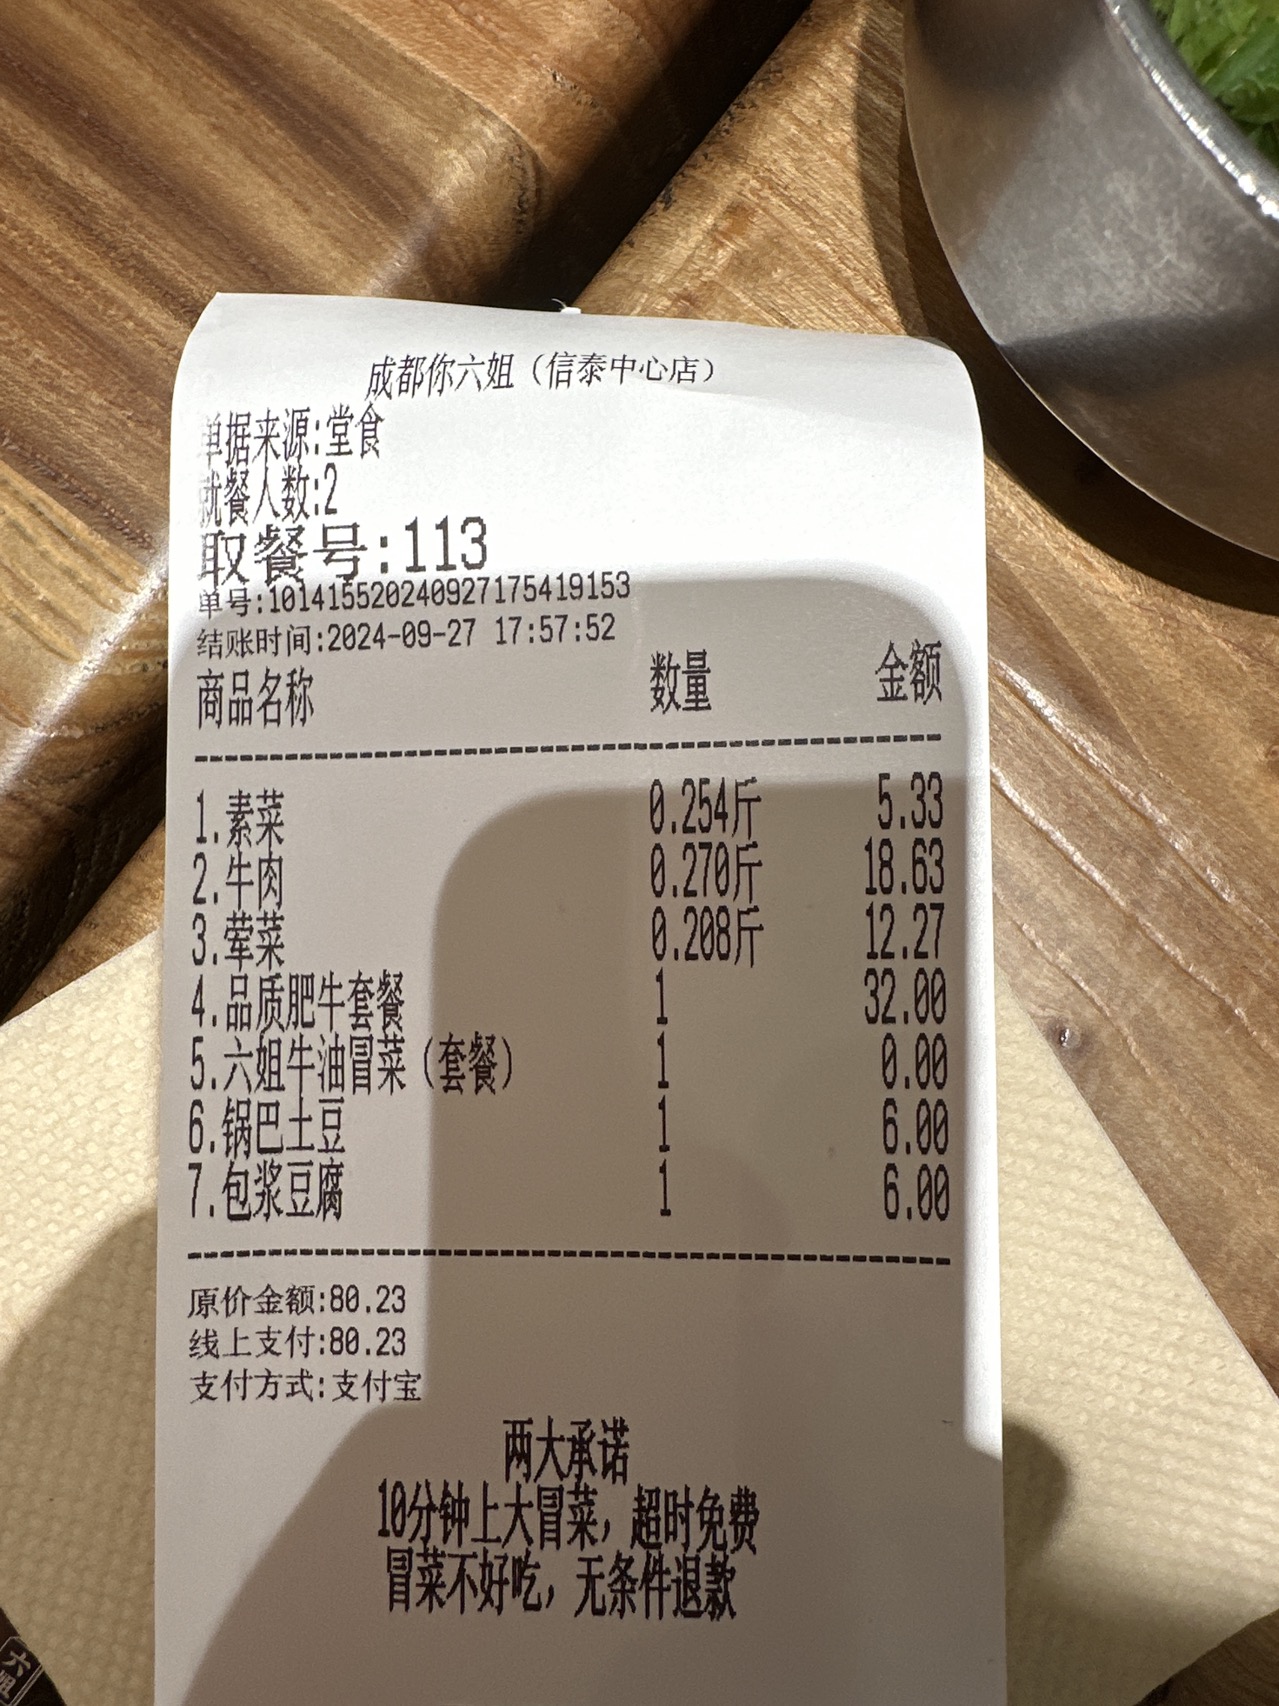 成都你六姐（信泰中心店）
单据来源:堂食
就餐人数:2
取餐号:113
单号:101415520240927175419153
结账时间:2024-09-27 17:57:52
商品名称 数量 金额
1.素菜 0.254斤 5.33
2.牛肉 0.270斤 18.63
3.荤菜 0.208斤 12.27
4.品质肥牛套餐 1 32.00
5.六姐牛油冒菜（套餐） 1 0.00
6.锅巴土豆 1 6.00
7.包浆豆腐 1 6.00
原价金额:80.23
线上支付:80.23
支付方式:支付宝
两大承诺
10分钟上大冒菜，超时免费
冒菜不好吃，无条件退款
六姐